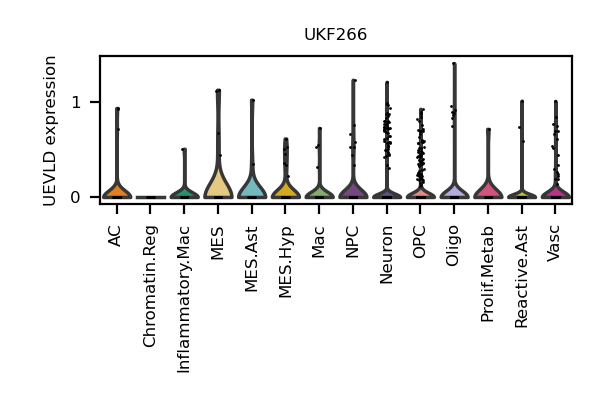 UKF266
UEVLD expression
1
0
AC
Chromatin.Reg
Inflammatory.Mac
MES
MES.Ast
MES.Hyp
Mac
NPC
Neuron
OPC
Oligo
Prolif.Metab
Reactive.Ast
Vasc